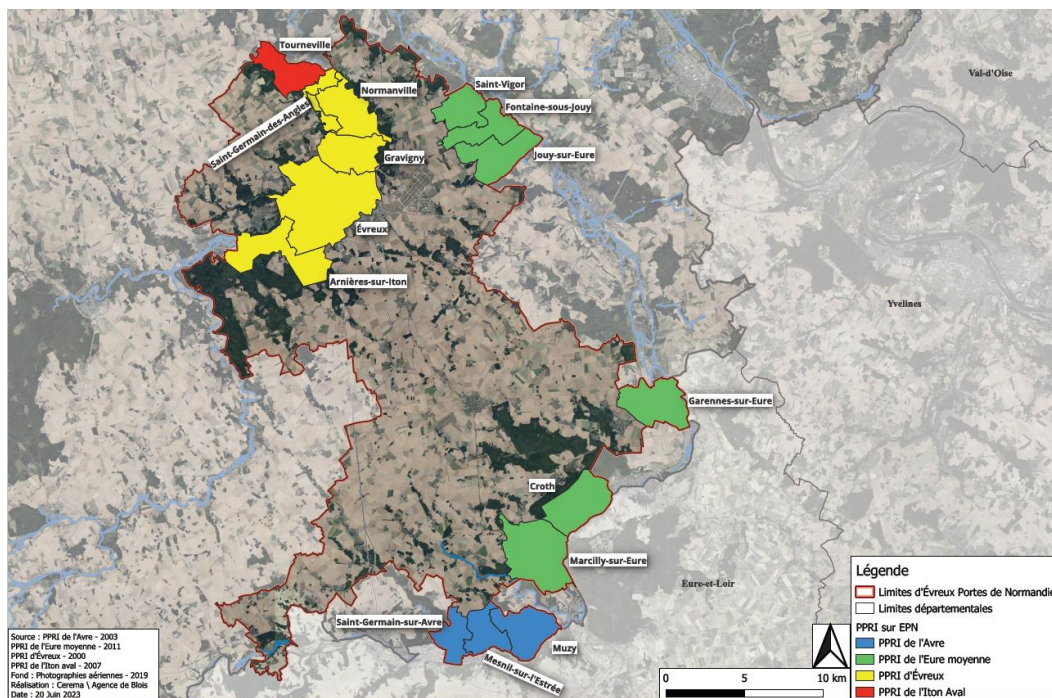 Tourneville
Normanville
Saint-Germain-des-Angles
Saint-Vigor
Fontaine-sous-Jouy
Jouy-sur-Eure
Gravigny
Évreux
Arnières-sur-Iton
Val-d'Oise
Yvelines
Garennes-sur-Eure
Croth
Marcilly-sur-Eure
Eure-et-Loir
Saint-Germain-sur-Avre
Mesnil-sur-l'Estrée
Muzy
Source : PPRI de l'Avre - 2003
PPRI de l'Eure moyenne - 2011
PPRI d'Évreux - 2000
PPRI de l'Iton aval - 2007
Fond : Photographies aériennes - 2019
Réalisation : Cerema \ Agence de Blois
Date : 20 Juin 2023
0 5 10 km
Légende
Limites d'Évreux Portes de Normandie
Limites départementales
PPRI sur EPN
PPRI de l'Avre
PPRI de l'Eure moyenne
PPRI d'Évreux
PPRI de l'Iton Aval